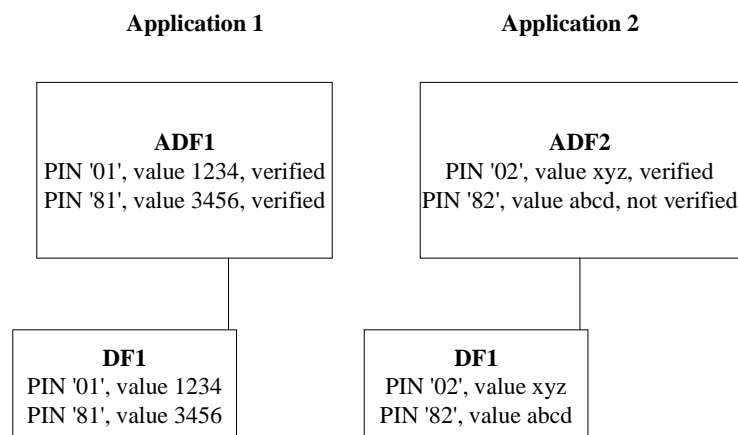 Application 1
Application 2
ADF1
PIN '01', value 1234, verified
PIN '81', value 3456, verified
ADF2
PIN '02', value xyz, verified
PIN '82', value abcd, not verified
DF1
PIN '01', value 1234
PIN '81', value 3456
DF1
PIN '02', value xyz
PIN '82', value abcd